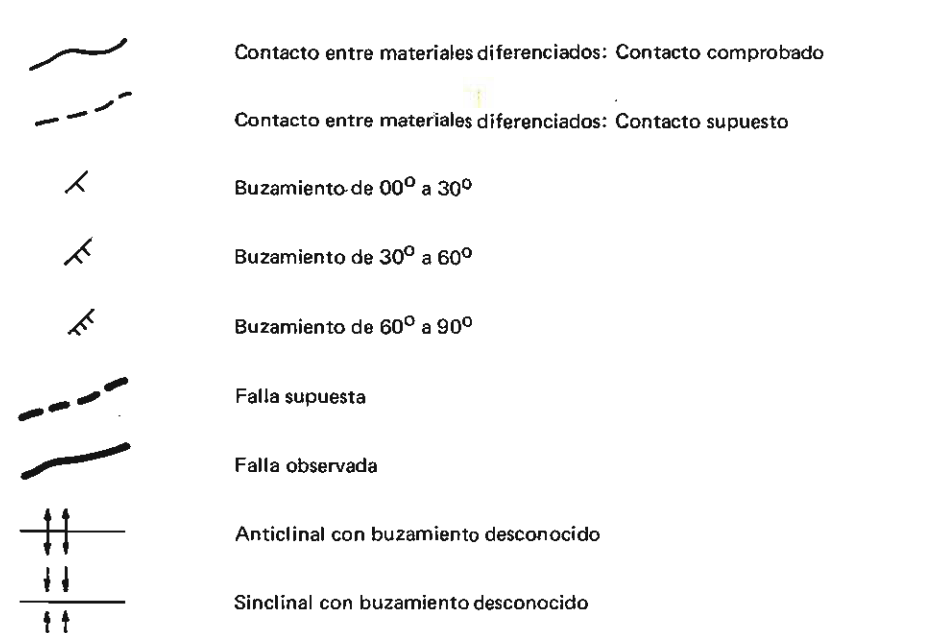 Contacto entre materiales diferenciados: Contacto comprobado
Contacto entre materiales diferenciados: Contacto supuesto
Buzamiento de 00º a 30º
Buzamiento de 30º a 60º
Buzamiento de 60º a 90º
Falla supuesta
Falla observada
Anticlinal con buzamiento desconocido
Sinclinal con buzamiento desconocido